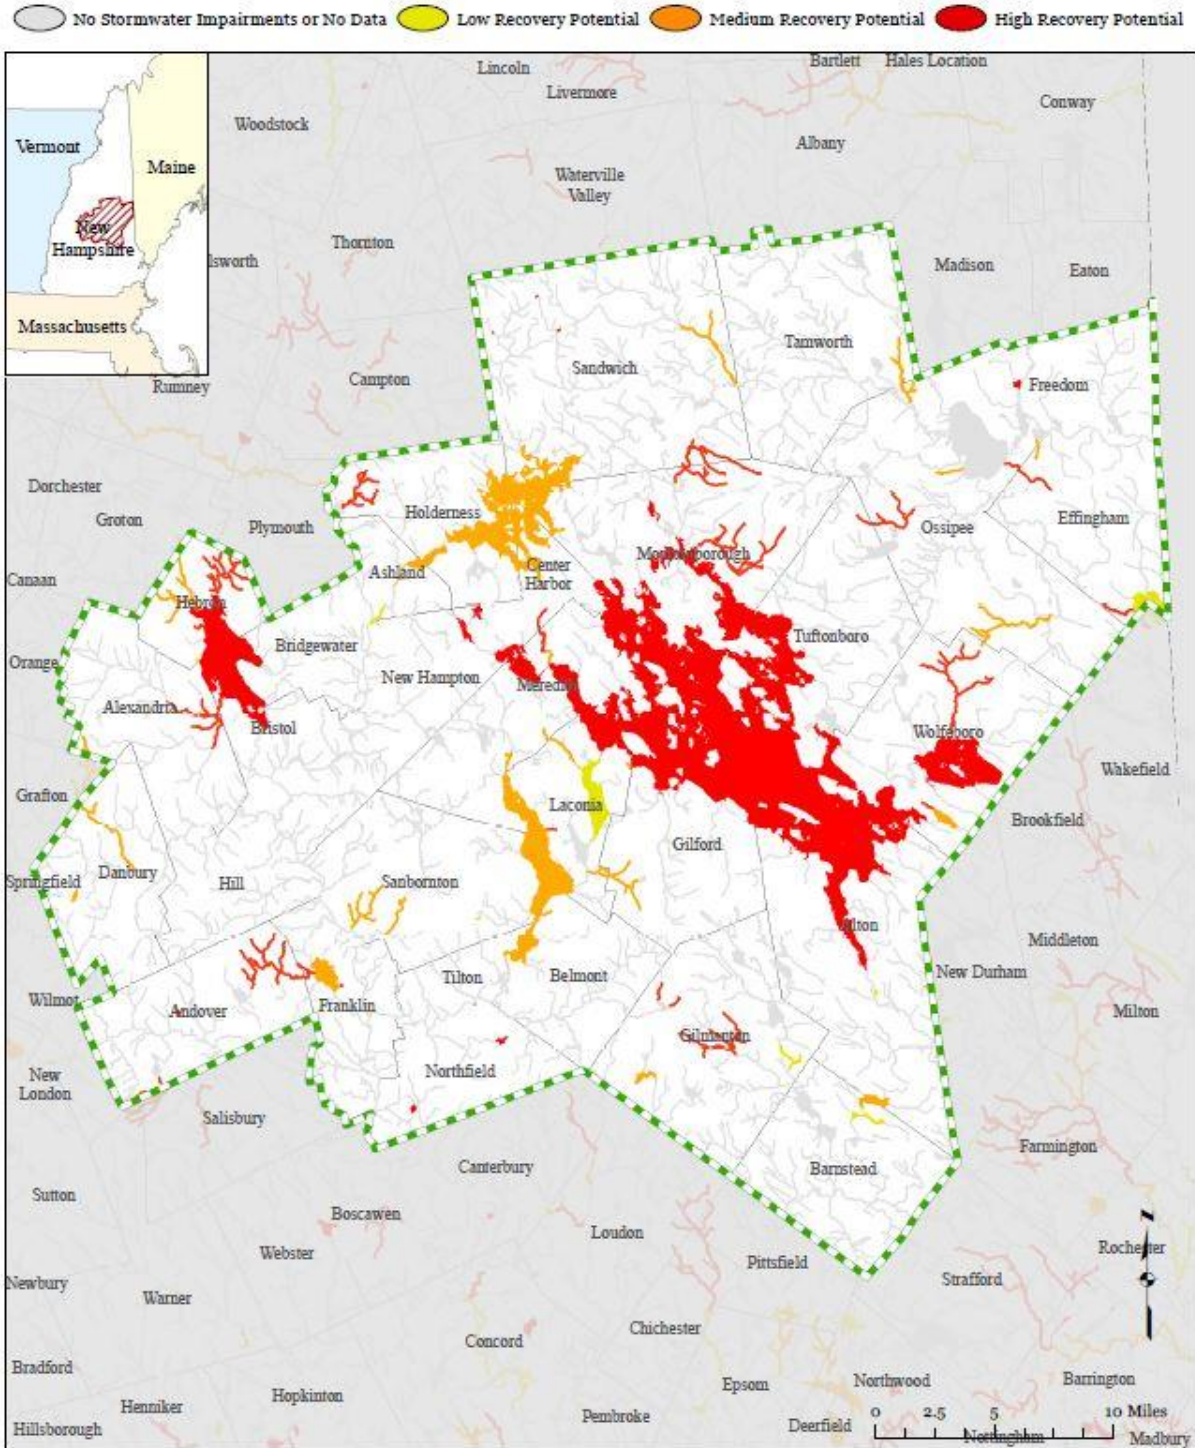 No Stormwater Impairments or No Data Low Recovery Potential Medium Recovery Potential High Recovery Potential
Lincoln
Bartlett Hales Location
Livermore
Conway
Woodstock
Vermont
Albany
Maine
Waterville
Valley
New
Hampshire
Thornton
lsworth
Madison Eaton
Massachusetts
Tamworth
Sandwich
Rumney Campton Freedom
Dorchester
Groton Plymouth Holderness Ossipee Effingham
Moultonborough
Canaan Ashland Center
Harbor
Hebron
Tuftonboro
Bridgewater
Orange New Hampton Meredith
Alexandria
Bristol Wolfeboro
Wakefield
Grafton Laconia
Brookfield
Gilford
Springfield Danbury Hill Sanbornton
Alton
Middleton
Tilton Belmont New Durham
Wilmot Andover Franklin Milton
Gilmanton
New
London
Northfield
Salisbury
Farmington
Canterbury Barnstead
Sutton
Boscawen
Loudon
Webster Rochester
Pittsfield
Newbury Strafford
Warner
Chichester
Concord
Bradford
Epsom Northwood Barrington
Henniker Hopkinton
Pembroke
0 2.5 5 10 Miles
Hillsborough Deerfield Nottingham Madbury